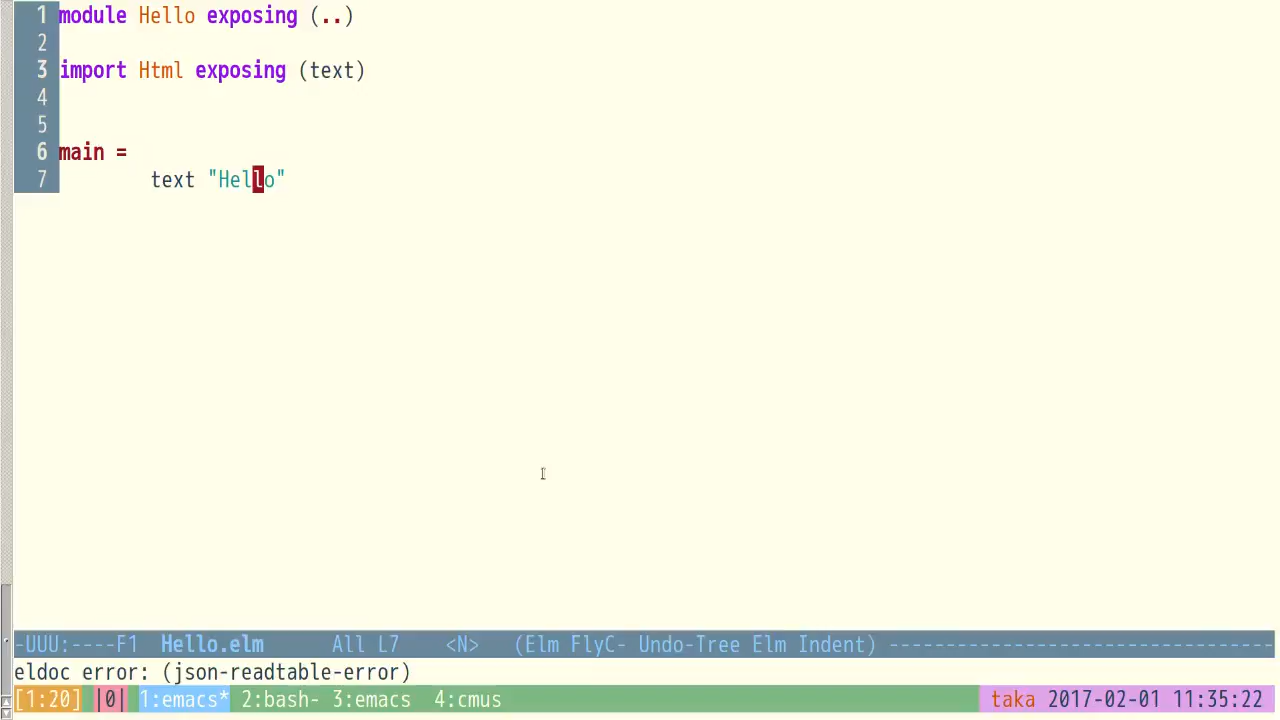 1 module Hello exposing (..)
2
3 import Html exposing (text)
4
5
6 main =
7 text "Hello"
-UUU:----F1 Hello.elm All L7 <N> (Elm FlyC- Undo-Tree Elm Indent) ----------------------------------
eldoc error: (json-readtable-error)
[1:20] |0| 1:emacs* 2:bash- 3:emacs 4:cmus taka 2017-02-01 11:35:22